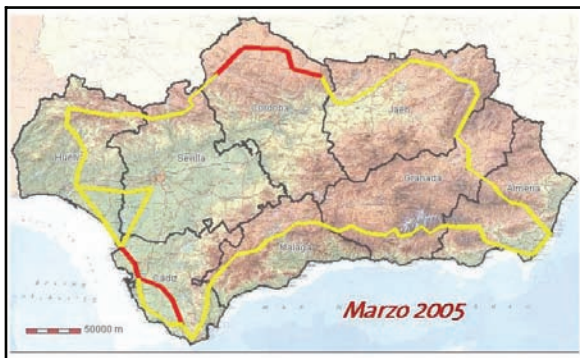 Córdoba
Jaén
Huelva
Sevilla
Granada
Almería
Málaga
Cádiz
Marzo 2005
50000 m